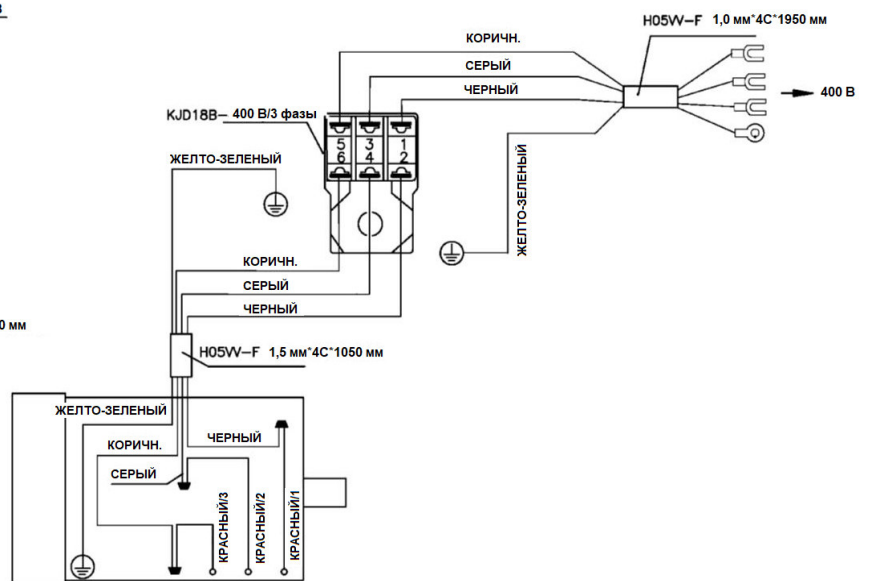 В
H05VV-F 1,0 мм*4С*1950 мм
КОРИЧН.
СЕРЫЙ
ЧЕРНЫЙ
400 В
KJD18B- 400 В/3 фазы
5 3 1
6 4 2
ЖЕЛТО-ЗЕЛЕНЫЙ
ЖЕЛТО-ЗЕЛЕНЫЙ
КОРИЧН.
СЕРЫЙ
ЧЕРНЫЙ
0 мм
H05VV-F 1,5 мм*4С*1050 мм
ЖЕЛТО-ЗЕЛЕНЫЙ
ЧЕРНЫЙ
КОРИЧН.
СЕРЫЙ
КРАСНЫЙ/3
КРАСНЫЙ/2
КРАСНЫЙ/1